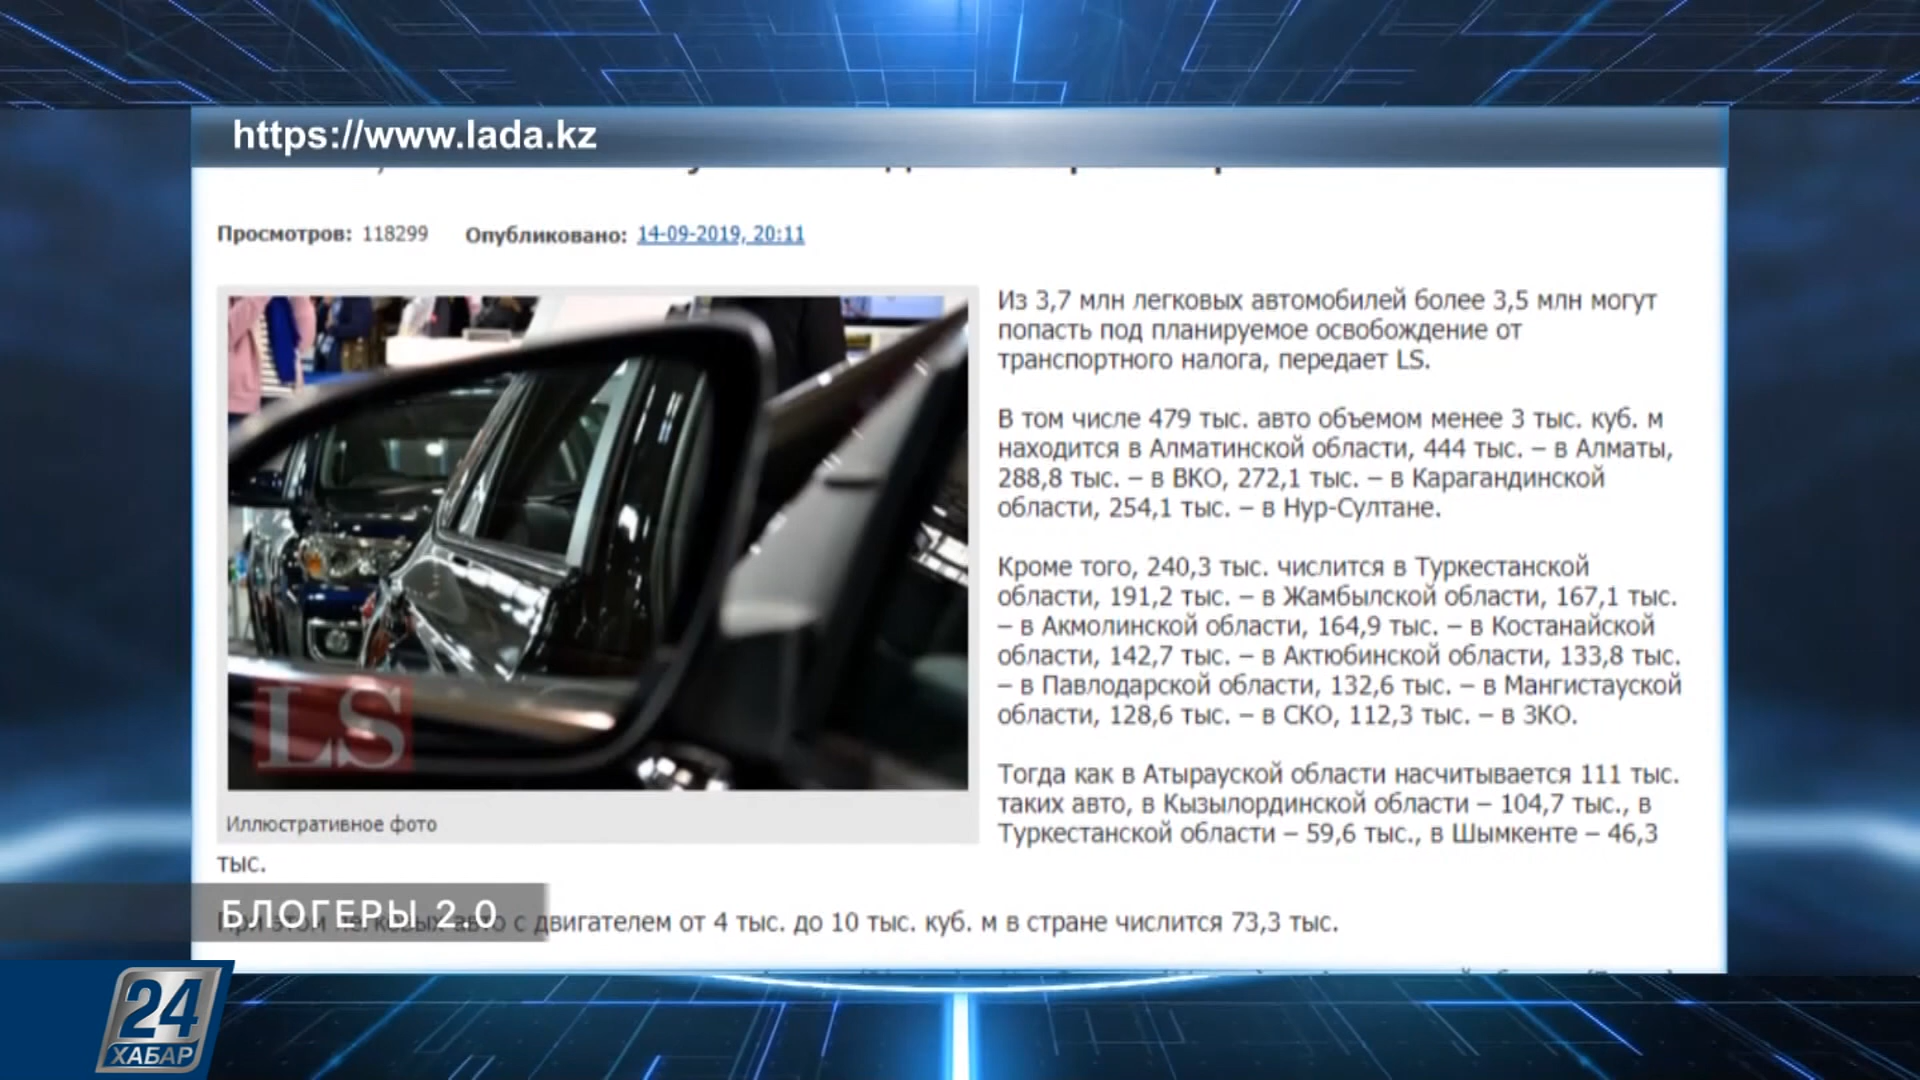 https://www.lada.kz
Просмотров: 118299 Опубликовано: 14-09-2019, 20:11
Из 3,7 млн легковых автомобилей более 3,5 млн могут
попасть под планируемое освобождение от
транспортного налога, передает LS.
В том числе 479 тыс. авто объемом менее 3 тыс. куб. м
находится в Алматинской области, 444 тыс. – в Алматы,
288,8 тыс. – в ВКО, 272,1 тыс. – в Карагандинской
области, 254,1 тыс. – в Нур-Султане.
Кроме того, 240,3 тыс. числится в Туркестанской
области, 191,2 тыс. – в Жамбылской области, 167,1 тыс.
– в Акмолинской области, 164,9 тыс. – в Костанайской
области, 142,7 тыс. – в Актюбинской области, 133,8 тыс.
– в Павлодарской области, 132,6 тыс. – в Мангистауской
области, 128,6 тыс. – в СКО, 112,3 тыс. – в ЗКО.
Тогда как в Атырауской области насчитывается 111 тыс.
таких авто, в Кызылординской области – 104,7 тыс., в
Туркестанской области – 59,6 тыс., в Шымкенте – 46,3
тыс.
LS
Иллюстративное фото
При этом легковых авто с двигателем от 4 тыс. до 10 тыс. куб. м в стране числится 73,3 тыс.
БЛОГЕРЫ 2.0
24
ХАБАР